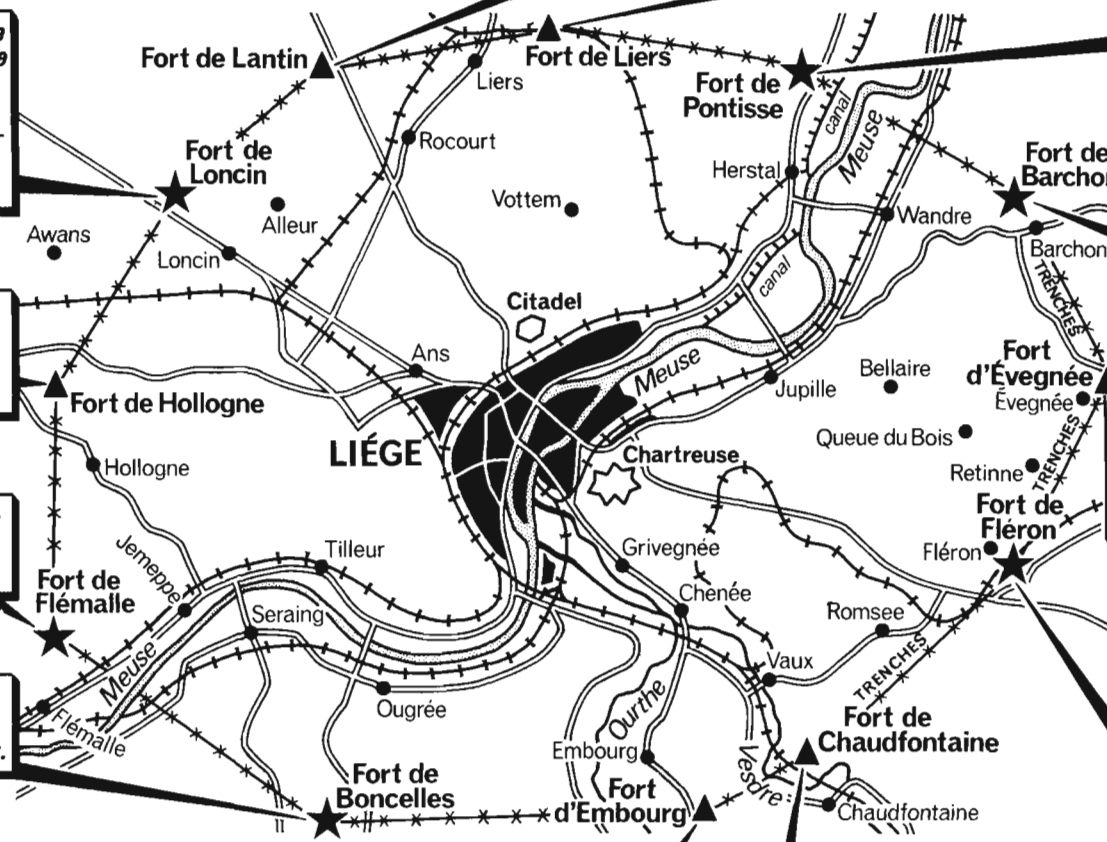 Fort de Lantin
Fort de Liers
Liers
Fort de
Pontisse
canal
Meuse
Rocourt
Fort de
Loncin
Herstal
Fort de
Barchon
Vottem
Alleur
Wandre
Awans
Loncin
Barchon
canal
TRENCHES
Citadel
Ans
Meuse
Jupille
Bellaire
Fort
d'Évegnée
Évegnée
Fort de Hollogne
LIÉGE
Queue du Bois
TRENCHES
Chartreuse
Hollogne
Retinne
Fort de
Fléron
Jemeppe
Tilleur
Grivegnée
Fléron
Fort de
Flémalle
Seraing
Chênée
Romsee
Meuse
Vaux
TRENCHES
Ougrée
Ourthe
Flémalle
Fort de
Chaudfontaine
Embourg
Vesdre
Fort de
Boncelles
Fort
d'Embourg
Chaudfontaine